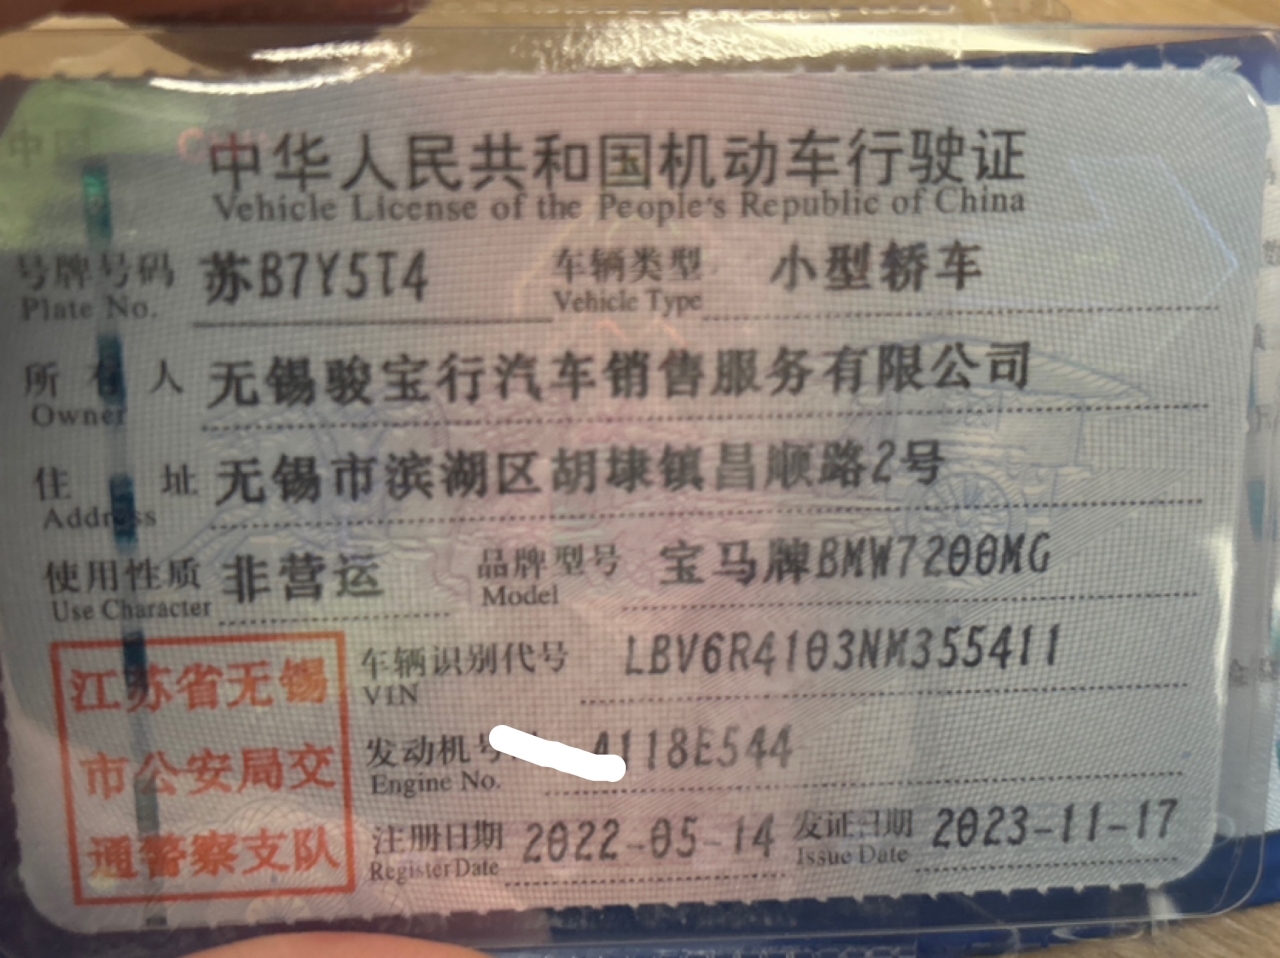 中华人民共和国机动车行驶证
Vehicle License of the People's Republic of China
号牌号码 苏B7Y5T4 车辆类型 小型轿车
Plate No. Vehicle Type
所有人 无锡骏宝行汽车销售服务有限公司
Owner
住址 无锡市滨湖区胡埭镇昌顺路2号
Address
使用性质 非营运 品牌型号 宝马牌BMW7200MG
Use Character Model
车辆识别代号 LBV6R4103NM355411
VIN
发动机号 A118E544
Engine No.
注册日期 2022-05-14 发证日期 2023-11-17
Register Date Issue Date
江苏省无锡
市公安局交
通警察支队